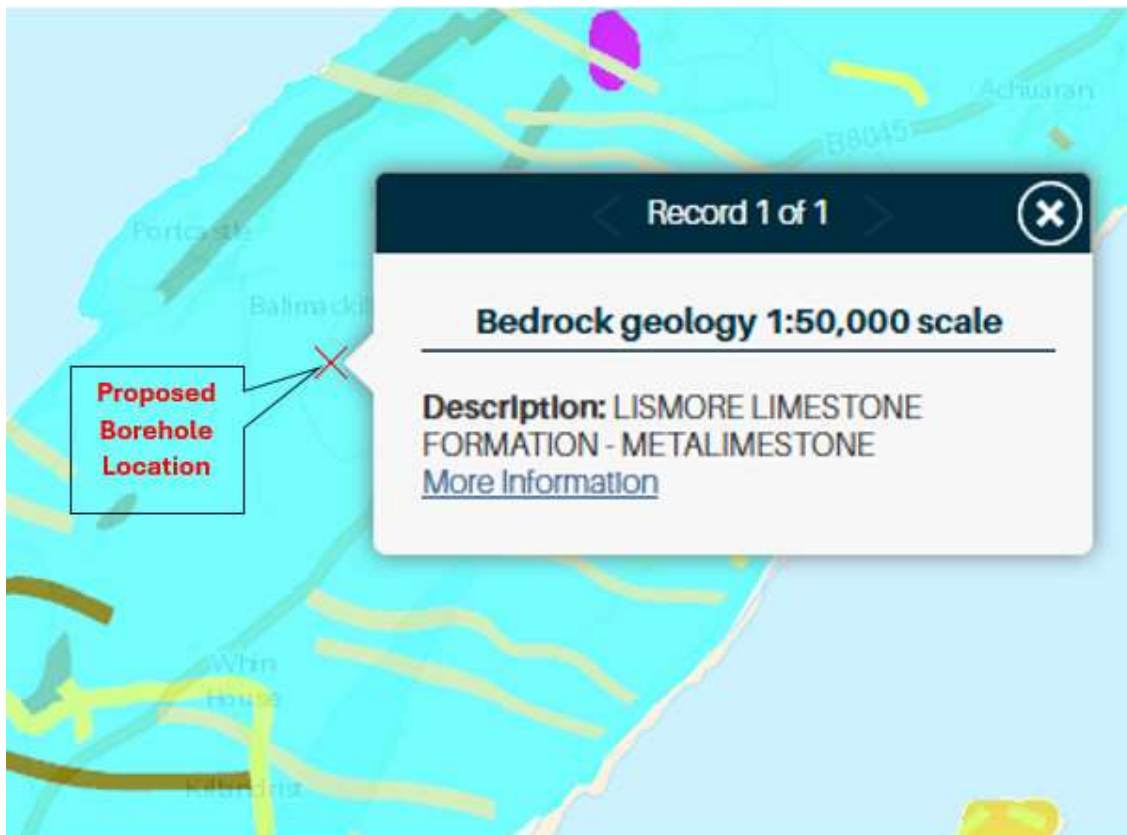 Achuaran
B8045
Record 1 of 1
Portcastle
Bedrock geology 1:50,000 scale
Proposed
Borehole
Location
Description: LISMORE LIMESTONE
FORMATION - METALIMESTONE
More Information
Whin
House